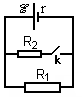 ℰ r
R₂ k
R₁